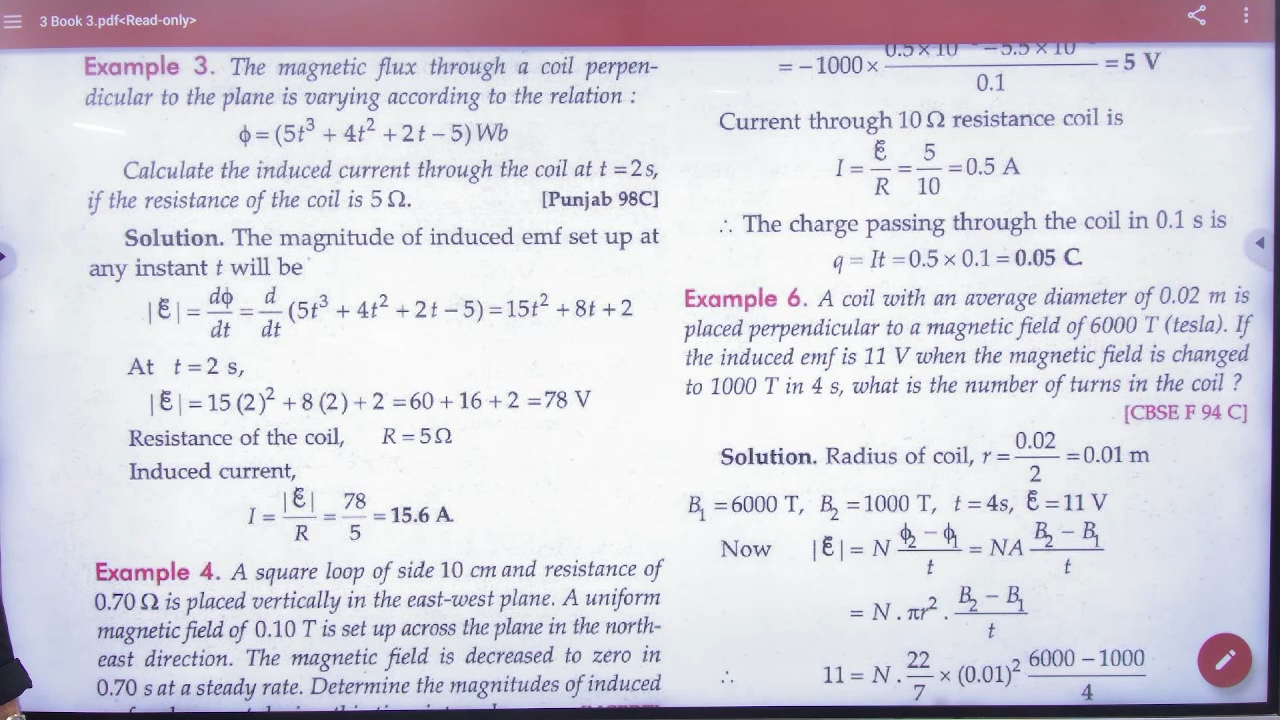 3 Book 3.pdf<Read-only>
Example 3. The magnetic flux through a coil perpen-
dicular to the plane is varying according to the relation :
ϕ = (5t³ + 4t² + 2t − 5) Wb
Calculate the induced current through the coil at t = 2 s,
if the resistance of the coil is 5 Ω. [Punjab 98C]
Solution. The magnitude of induced emf set up at
any instant t will be
|ℰ| = dϕ/dt = d/dt (5t³ + 4t² + 2t − 5) = 15t² + 8t + 2
At t = 2 s,
|ℰ| = 15 (2)² + 8 (2) + 2 = 60 + 16 + 2 = 78 V
Resistance of the coil, R = 5 Ω
Induced current,
I = |ℰ|/R = 78/5 = 15.6 A.
Example 4. A square loop of side 10 cm and resistance of
0.70 Ω is placed vertically in the east-west plane. A uniform
magnetic field of 0.10 T is set up across the plane in the north-
east direction. The magnetic field is decreased to zero in
0.70 s at a steady rate. Determine the magnitudes of induced
= − 1000 × (0.5 × 10 − 5.5 × 10)/0.1 = 5 V
Current through 10 Ω resistance coil is
I = ℰ/R = 5/10 = 0.5 A
∴ The charge passing through the coil in 0.1 s is
q = It = 0.5 × 0.1 = 0.05 C.
Example 6. A coil with an average diameter of 0.02 m is
placed perpendicular to a magnetic field of 6000 T (tesla). If
the induced emf is 11 V when the magnetic field is changed
to 1000 T in 4 s, what is the number of turns in the coil ?
[CBSE F 94 C]
Solution. Radius of coil, r = 0.02/2 = 0.01 m
B₁ = 6000 T, B₂ = 1000 T, t = 4s, ℰ = 11 V
Now |ℰ| = N (ϕ₂ − ϕ₁)/t = NA (B₂ − B₁)/t
= N . πr² . (B₂ − B₁)/t
∴ 11 = N . 22/7 × (0.01)² (6000 − 1000)/4